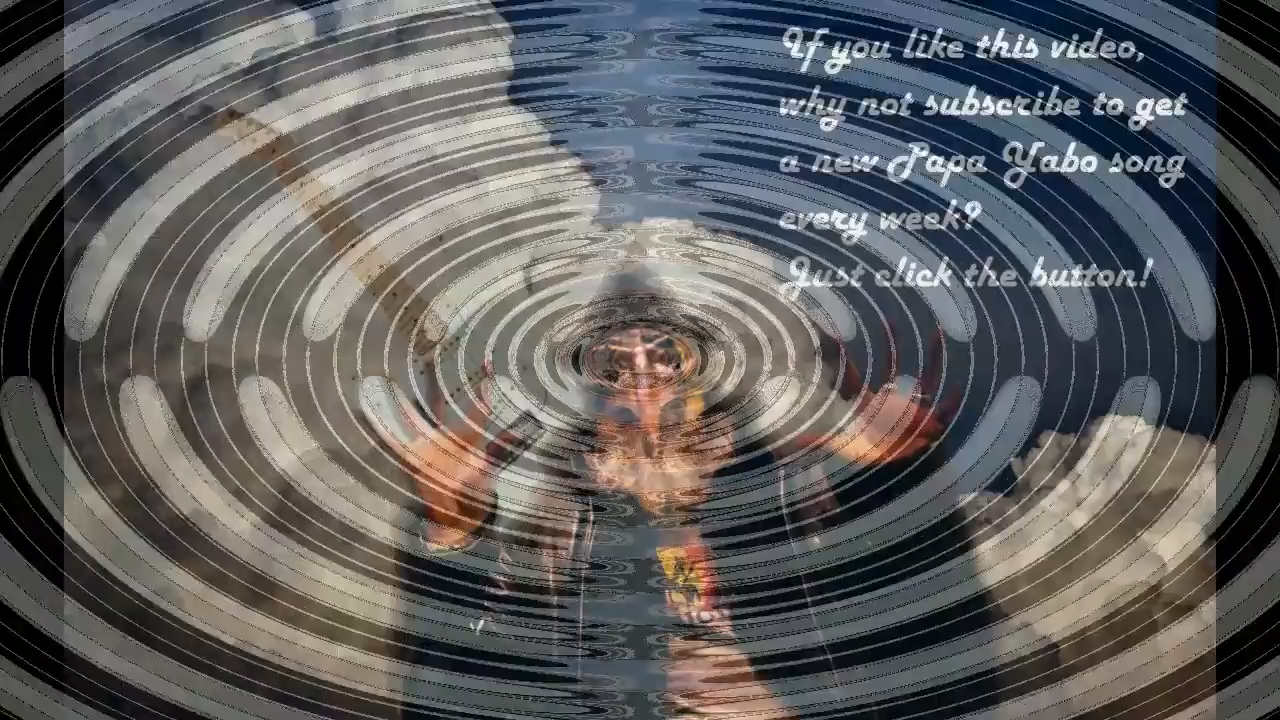 If you like this video,
why not subscribe to get
a new Papa Yabo song
every week?
Just click the button!